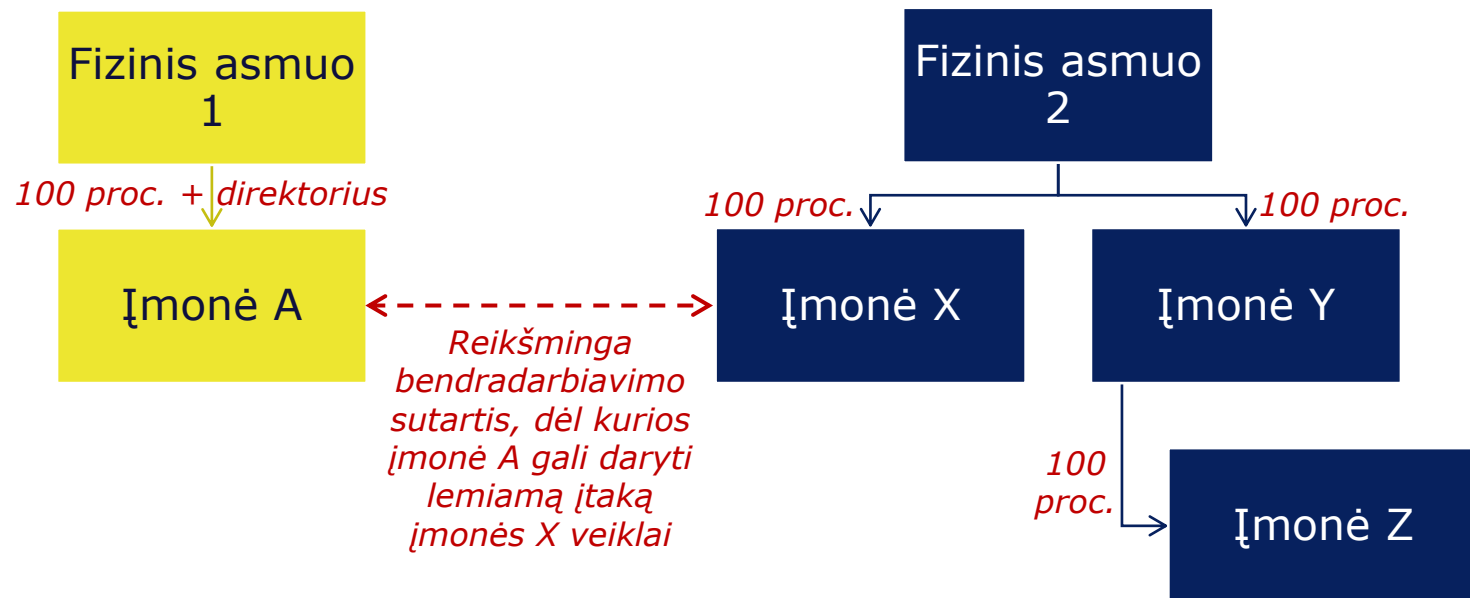 Fizinis asmuo
1
Fizinis asmuo
2
100 proc. + direktorius
100 proc.
100 proc.
Įmonė A
Įmonė X
Įmonė Y
Reikšminga
bendradarbiavimo
sutartis, dėl kurios
įmonė A gali daryti
lemiamą įtaką
įmonės X veiklai
100
proc.
Įmonė Z